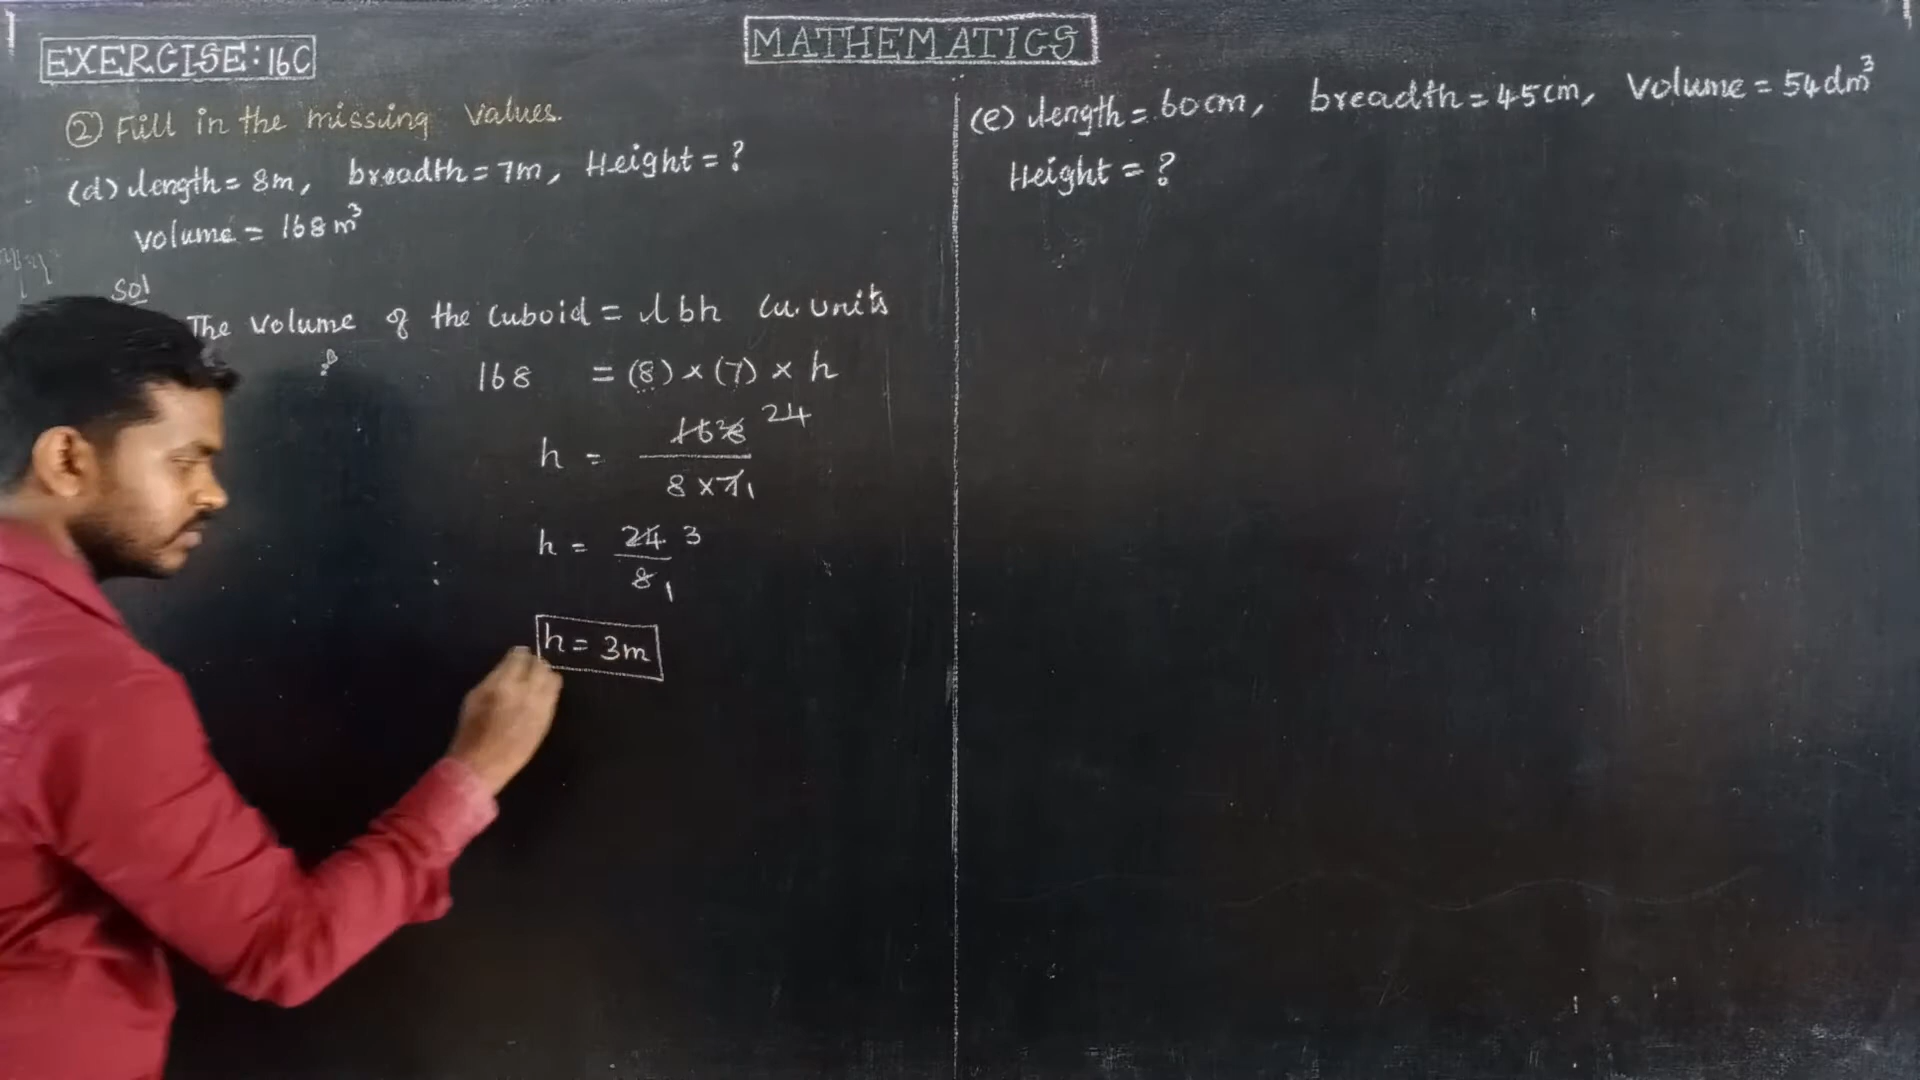 MATHEMATICS
EXERCISE: 16C
② Fill in the missing values.
(d) length = 8m, breadth = 7m, Height = ?
Volume = 168 m³
Sol
The Volume of the cuboid = lbh cu. units
168 = (8) × (7) × h
h = 168 24
8 × 7 1
h = 24 3
8 1
h = 3m
(e) length = 60cm, breadth = 45cm, Volume = 54 dm³
Height = ?